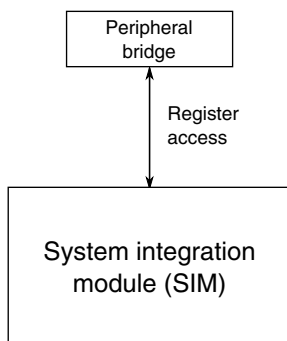 Peripheral
bridge
Register
access
System integration
module (SIM)